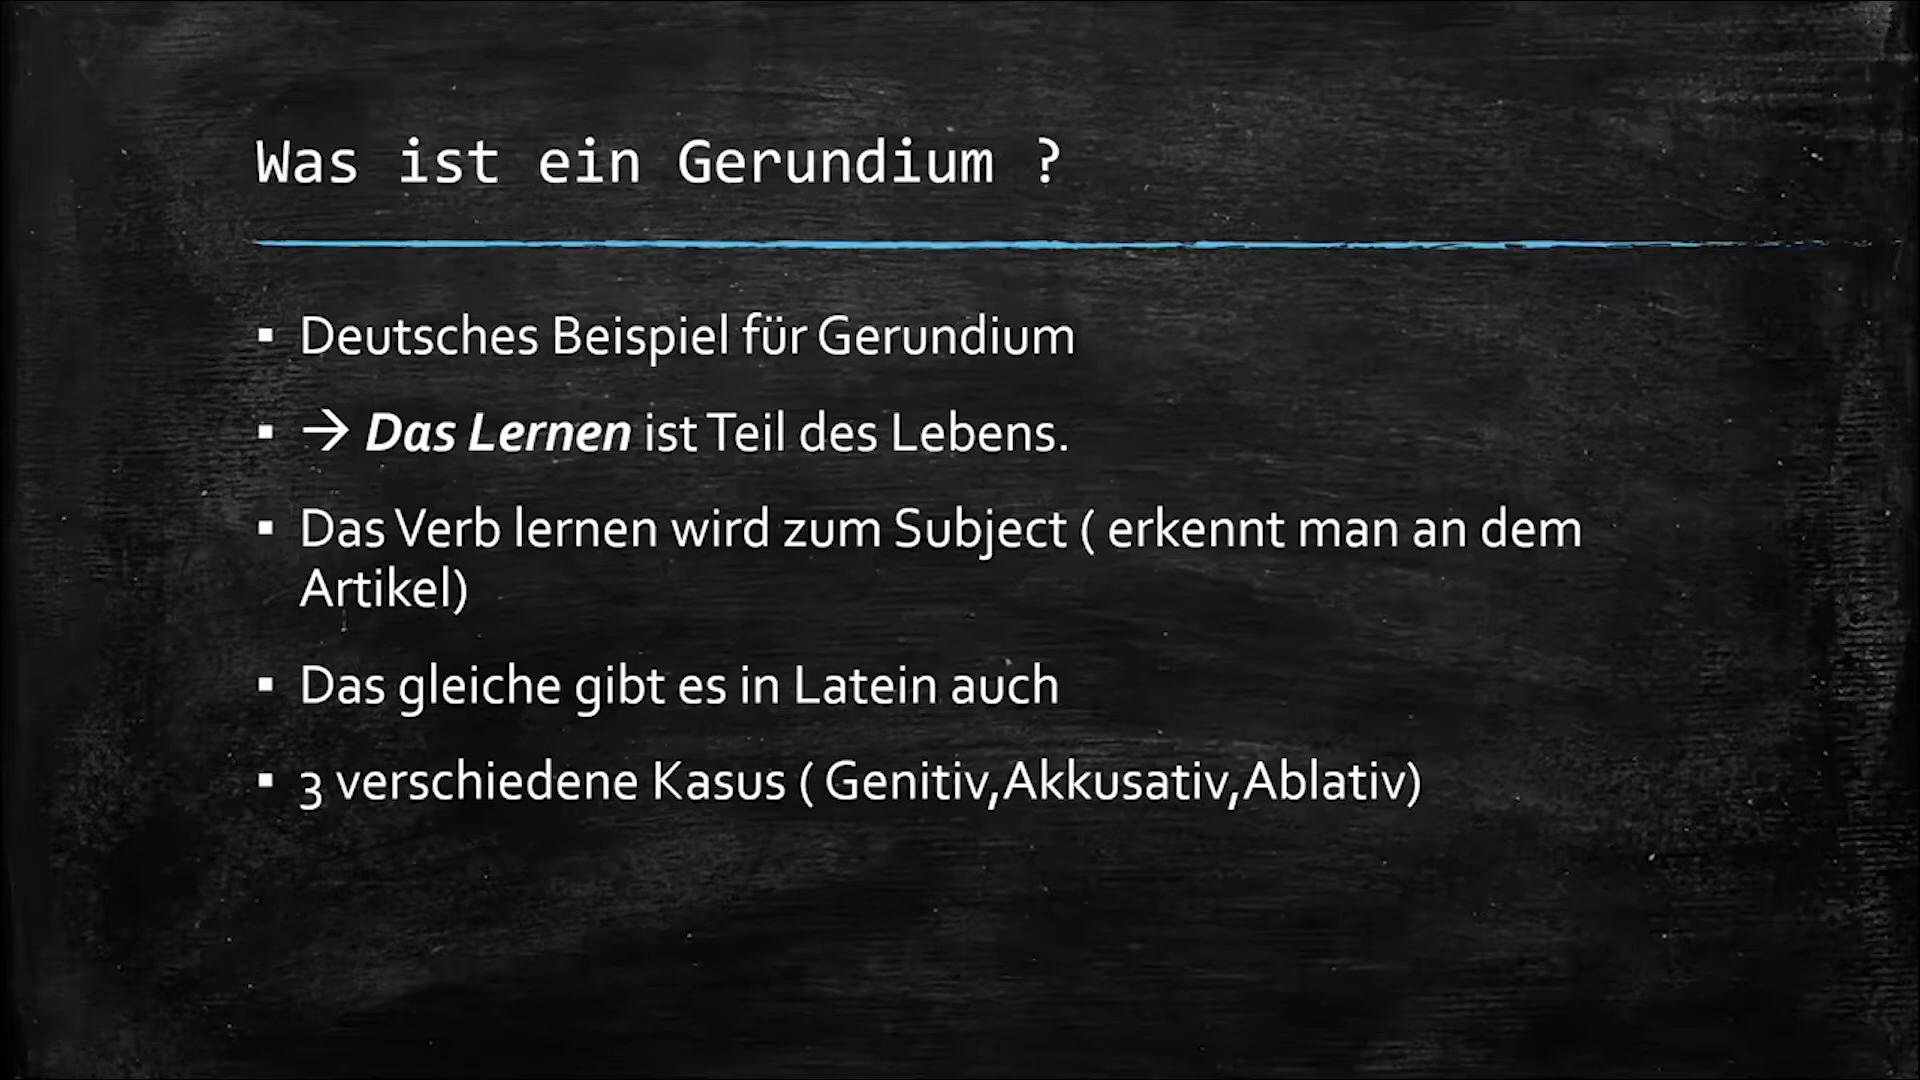 Was ist ein Gerundium ?
▪ Deutsches Beispiel für Gerundium
▪ → Das Lernen ist Teil des Lebens.
▪ Das Verb lernen wird zum Subject ( erkennt man an dem
Artikel)
▪ Das gleiche gibt es in Latein auch
▪ 3 verschiedene Kasus ( Genitiv,Akkusativ,Ablativ)